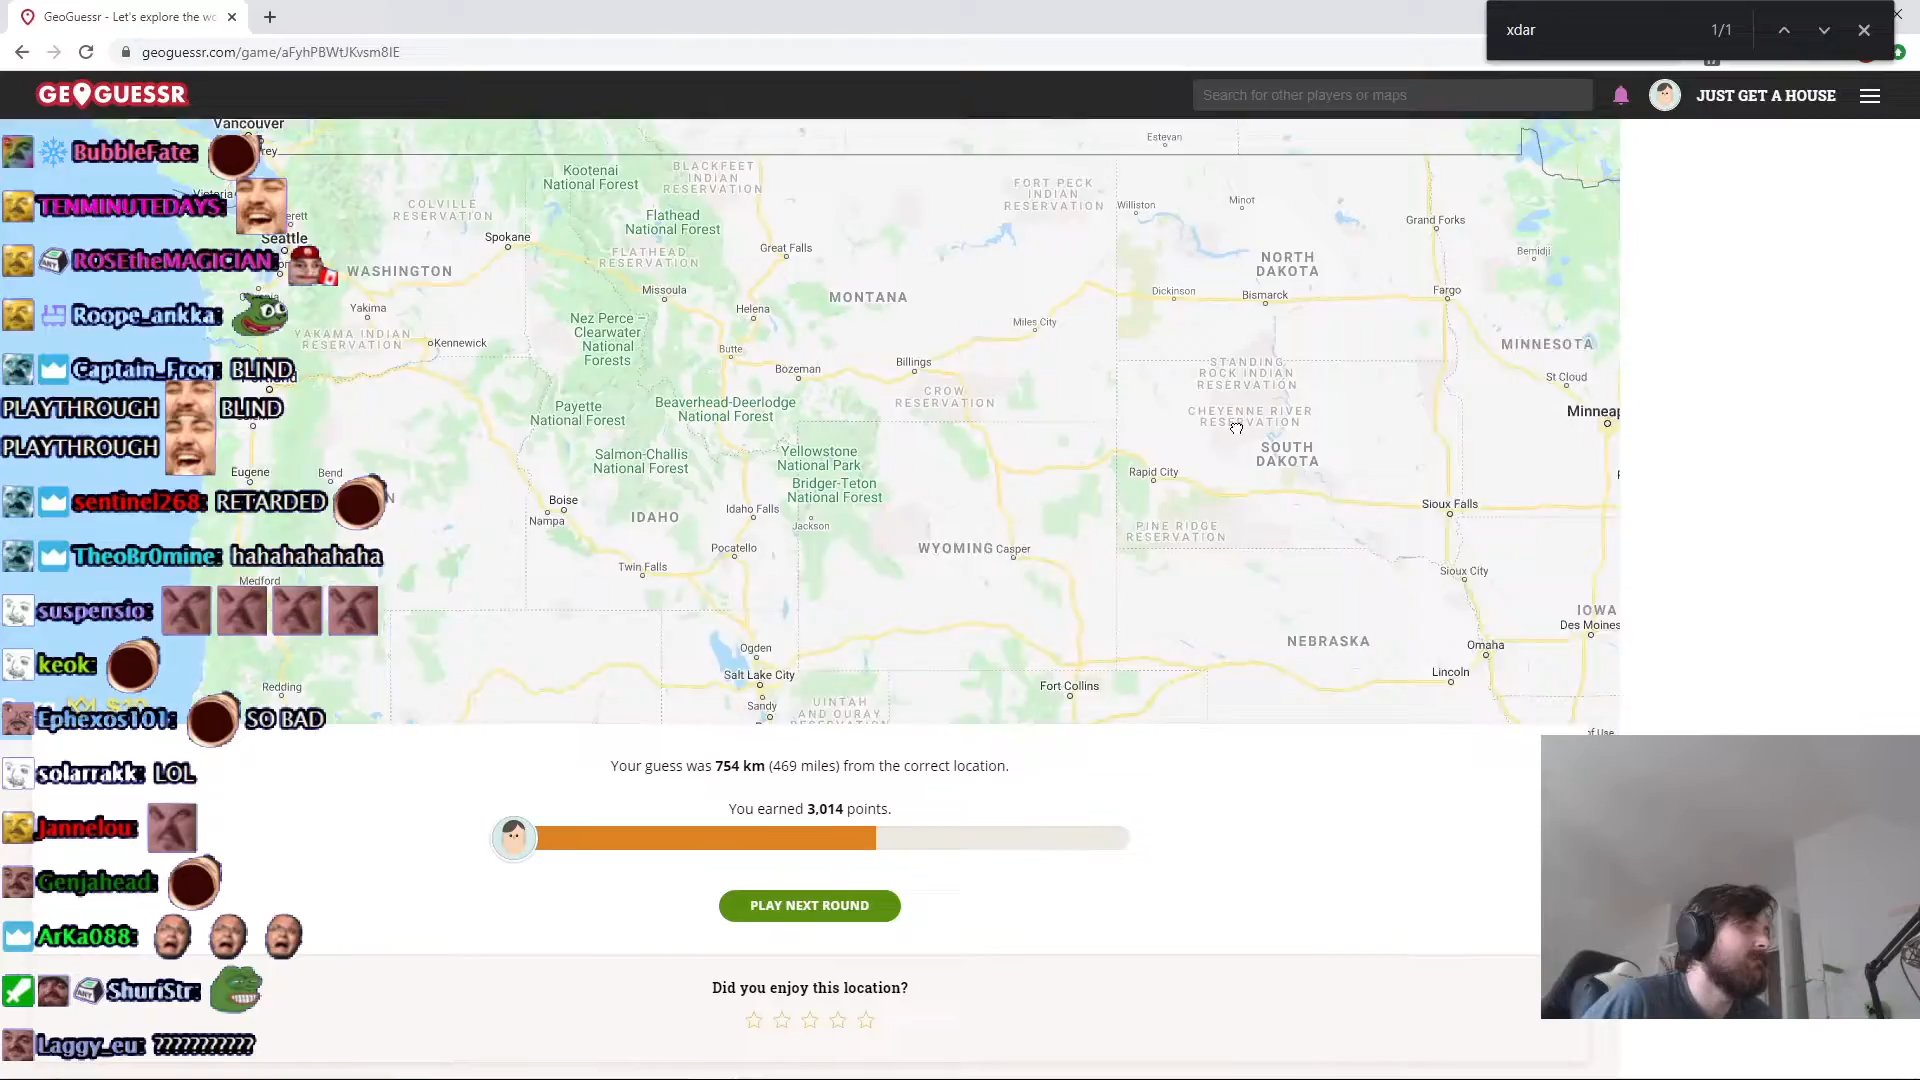 GeoGuessr - Let's explore the wo
xdar
1/1
geoguessr.com/game/aFyhPBWtJKvsm8IE
GEOGUESSR
Search for other players or maps
JUST GET A HOUSE
Vancouver
Estevan
BubbleFate:
rey
BLACKFEET
INDIAN
RESERVATION
Kootenai
National Forest
FORT PECK
INDIAN
RESERVATION
Williston
Minot
Grand Forks
TENMINUTEDAYS:
COLVILLE
RESERVATION
Flathead
National Forest
Seattle
Spokane
Great Falls
Bemidji
ROSEtheMAGICIAN:
WASHINGTON
FLATHEAD
RESERVATION
NORTH
DAKOTA
Missoula
MONTANA
Dickinson
Bismarck
Fargo
Roope_ankka:
Yakima
Helena
Nez Perce –
Clearwater
National
Forests
YAKAMA INDIAN
RESERVATION
Kennewick
Miles City
MINNESOTA
Butte
Captain_Frog: BLIND
Bozeman
Billings
STANDING
ROCK INDIAN
RESERVATION
St Cloud
PLAYTHROUGH BLIND
PLAYTHROUGH
Payette
National Forest
Beaverhead-Deerlodge
National Forest
CROW
RESERVATION
CHEYENNE RIVER
RESERVATION
Minneap
Salmon-Challis
National Forest
Yellowstone
National Park
SOUTH
DAKOTA
Eugene
Bend
Bridger-Teton
National Forest
Rapid City
sentinel268: RETARDED
Boise
Nampa
IDAHO
Idaho Falls
Jackson
Sioux Falls
PINE RIDGE
RESERVATION
TheoBr0mine: hahahahahaha
Pocatello
WYOMING
Casper
Twin Falls
Sioux City
Medford
suspensio:
IOWA
Des Moines
keok:
Ogden
NEBRASKA
Omaha
Salt Lake City
Lincoln
Redding
Fort Collins
Sandy
UINTAH
AND OURAY
RESERVATION
Ephexos101: SO BAD
of Use
Your guess was 754 km (469 miles) from the correct location.
solarrakk: LOL
You earned 3,014 points.
Jannelou:
Genjahead:
PLAY NEXT ROUND
ArKa088:
ShuriStr:
Did you enjoy this location?
Laggy_eu: ???????????